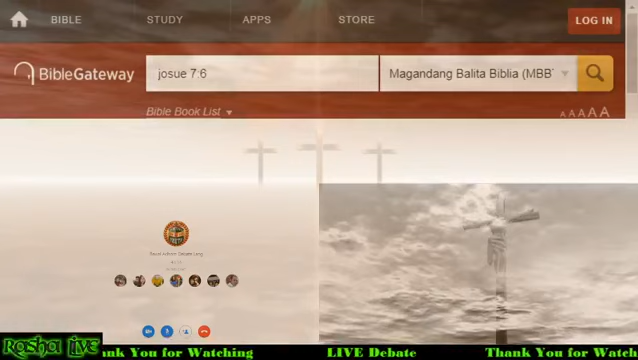 BIBLE STUDY APPS STORE LOG IN
BibleGateway josue 7:6 Magandang Balita Biblia (MBB
Bible Book List A A A A A
Rosha Live ank You for Watching LIVE Debate Thank You for Watch